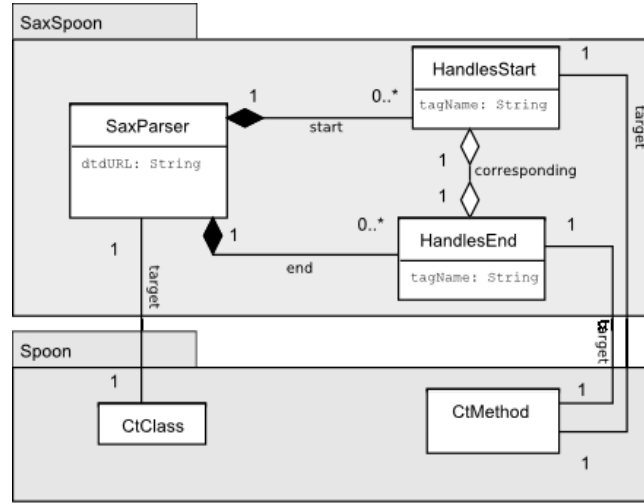 SaxSpoon
HandlesStart
tagName: String
1
target
1
0..*
start
SaxParser
dtdURL: String
1
corresponding
1
1
target
1
end
0..*
HandlesEnd
tagName: String
1
target
Spoon
1
CtClass
CtMethod
1
1